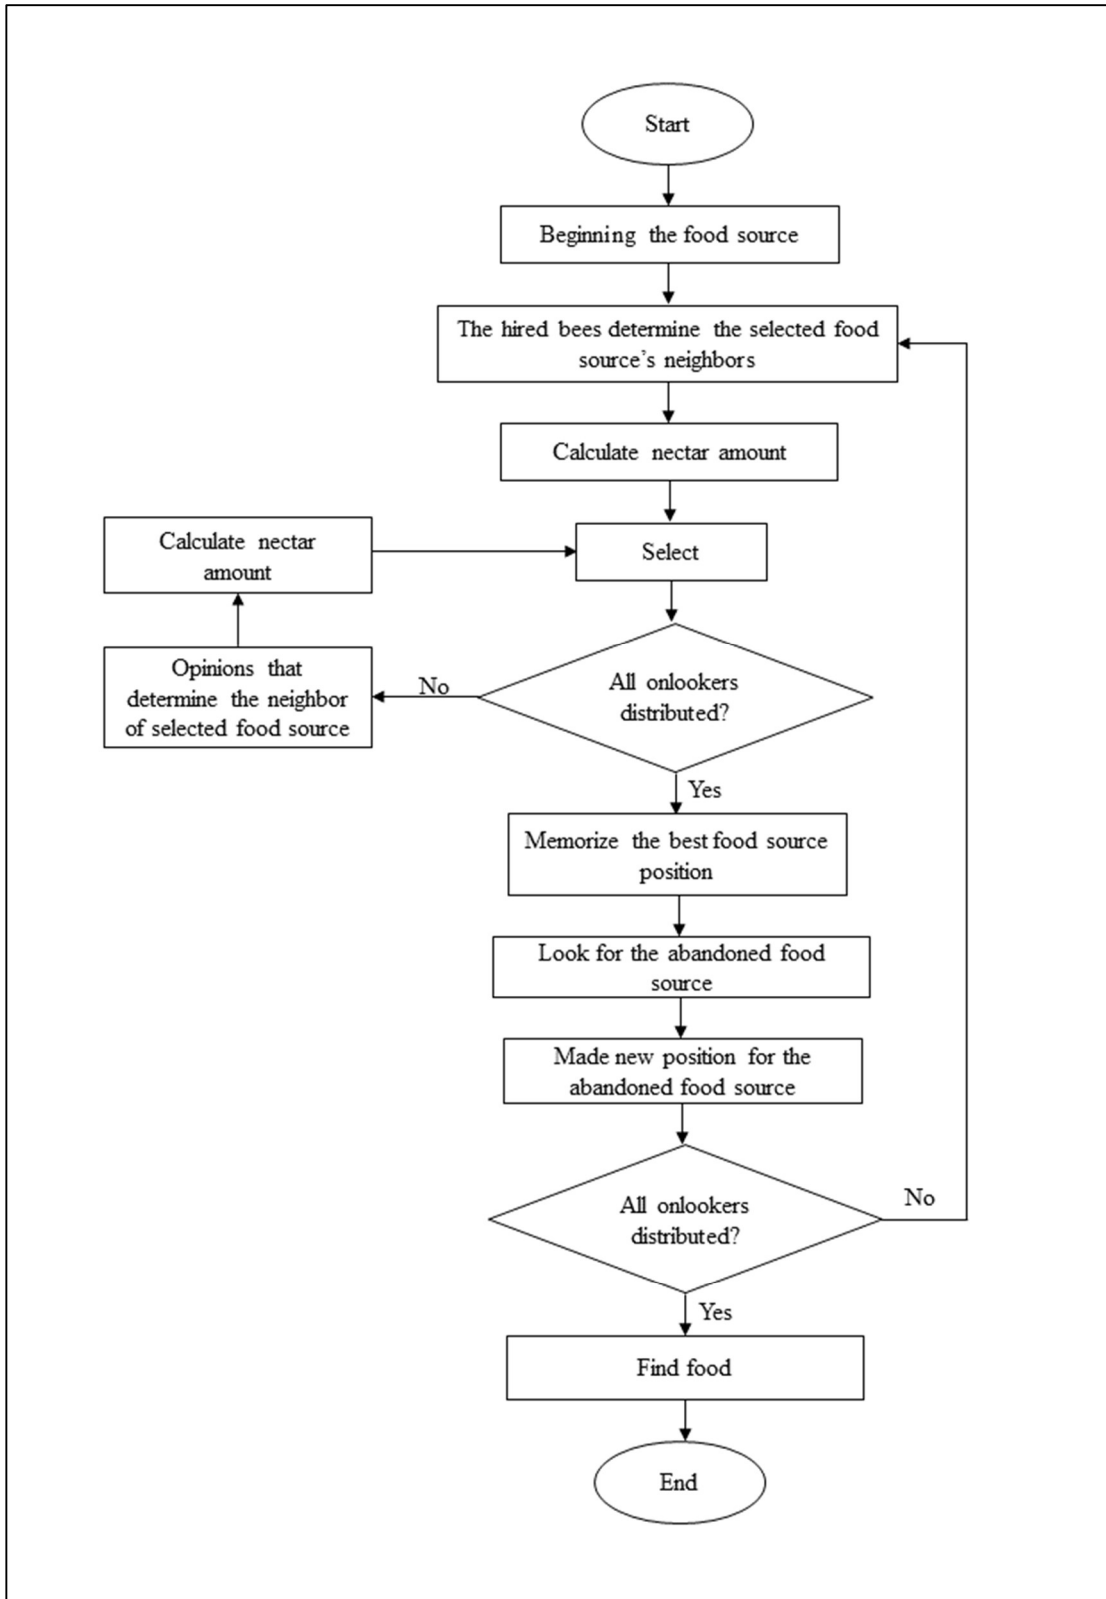 Start
Beginning the food source
The hired bees determine the selected food
source's neighbors
Calculate nectar amount
Calculate nectar
amount
Select
Opinions that
determine the neighbor
of selected food source
No
All onlookers
distributed?
Yes
Memorize the best food source
position
Look for the abandoned food
source
Made new position for the
abandoned food source
All onlookers
distributed?
No
Yes
Find food
End